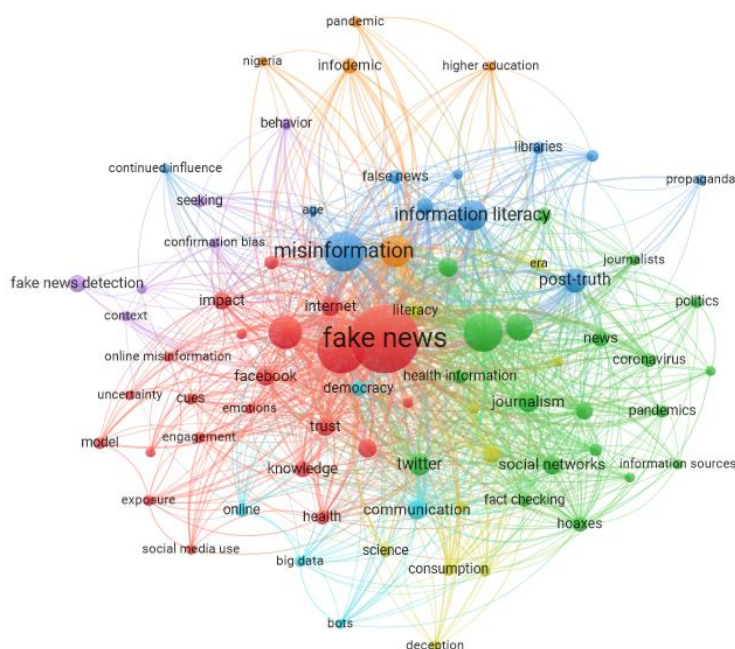 pandemic
nigeria
infodemic
higher education
behavior
libraries
continued influence
false news
propaganda
seeking
age
information literacy
confirmation bias
misinformation
era
journalists
fake news detection
post-truth
impact
internet
literacy
politics
context
fake news
news
online misinformation
coronavirus
facebook
democracy
health information
uncertainty
cues
emotions
journalism
pandemics
trust
model
engagement
knowledge
twitter
social networks
information sources
exposure
online
health
communication
fact checking
hoaxes
social media use
science
big data
consumption
bots
deception